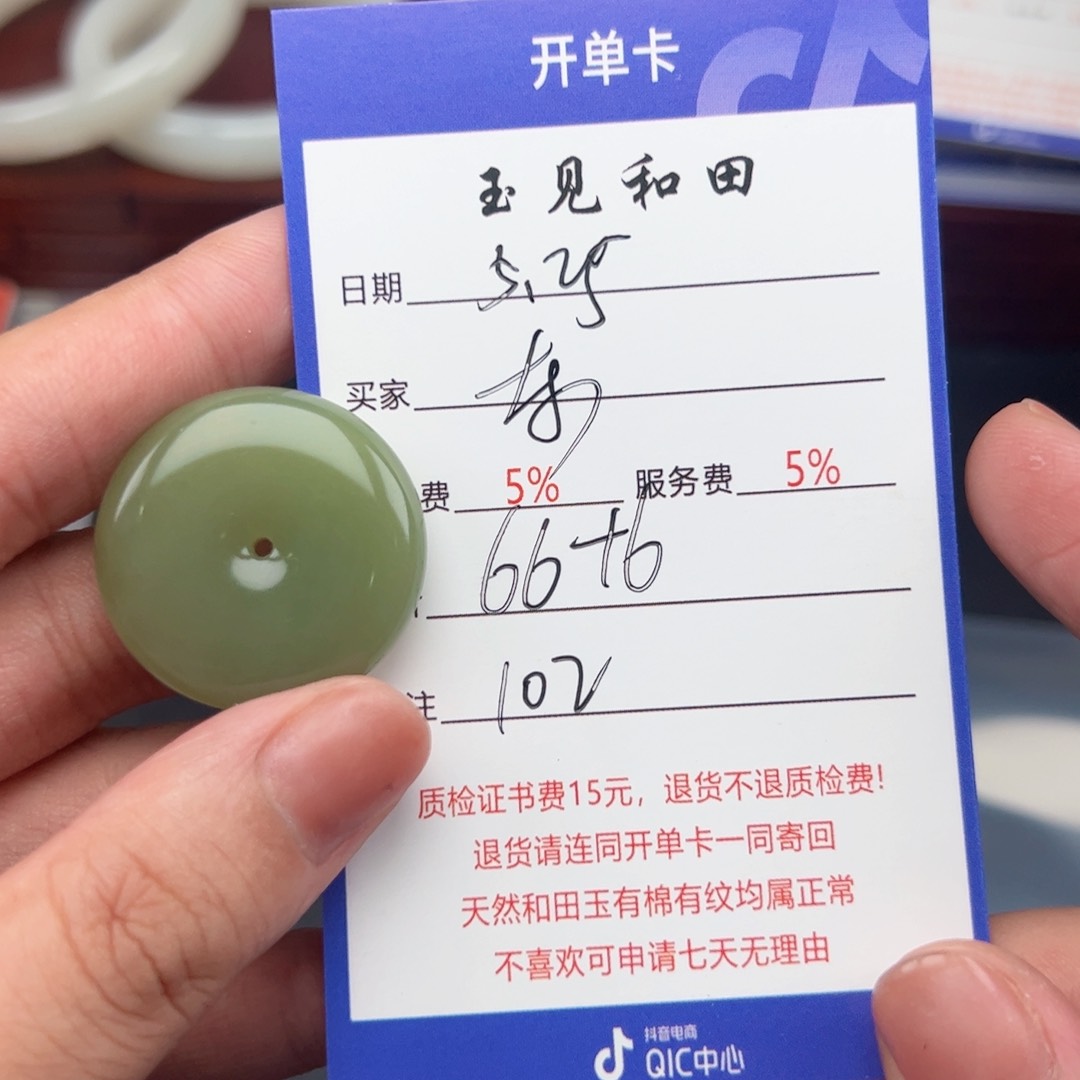 开单卡
玉见和田
日期 5.25
买家
费 5% 服务费 5%
66+6
注 102
质检证书费15元，退货不退质检费!
退货请连同开单卡一同寄回
天然和田玉有棉有纹均属正常
不喜欢可申请七天无理由
抖音电商
QIC中心